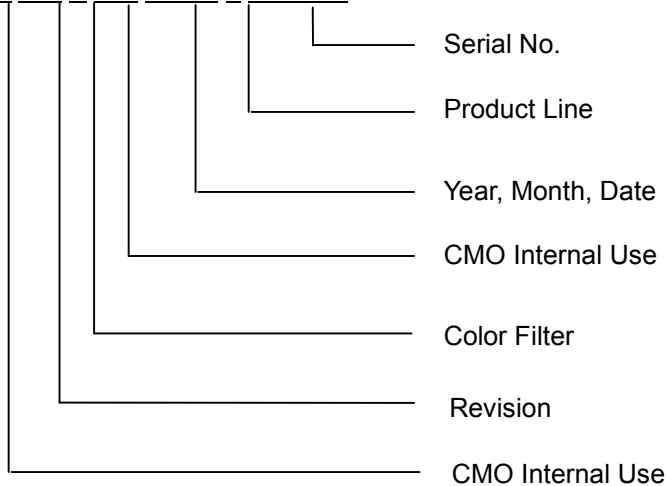 Serial No.
Product Line
Year, Month, Date
CMO Internal Use
Color Filter
Revision
CMO Internal Use